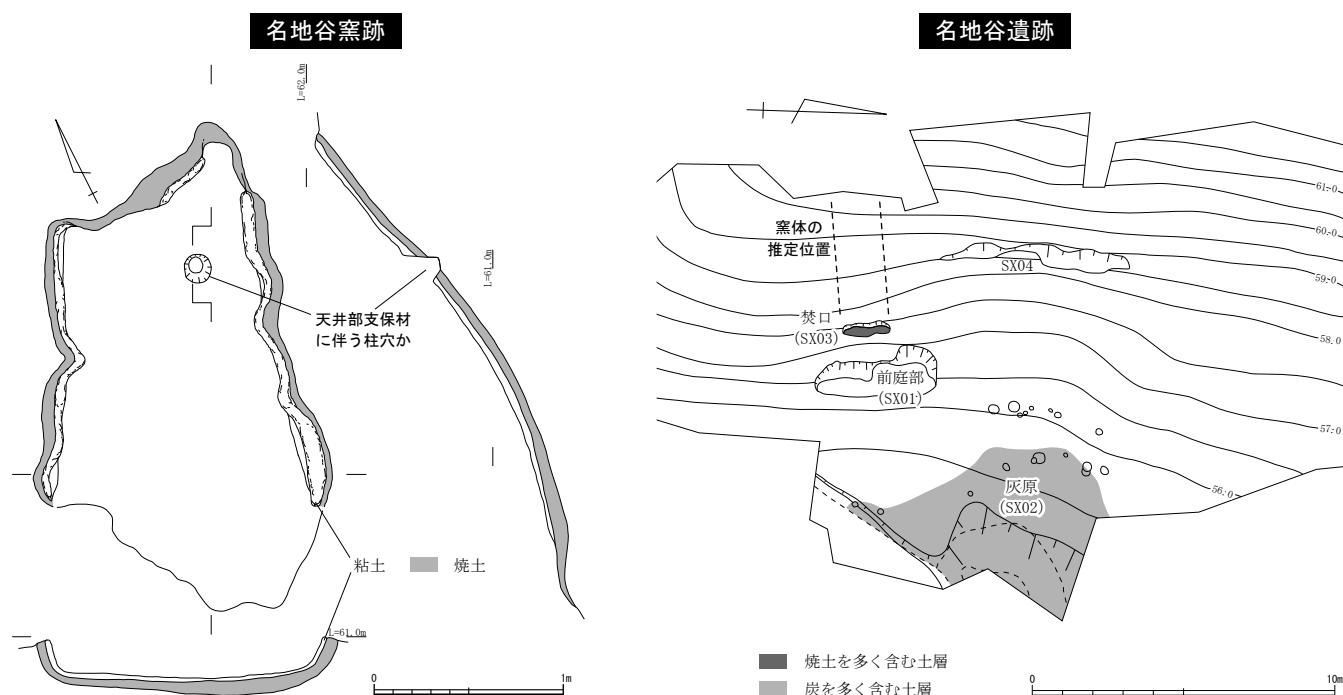 名地谷窯跡
L=62.0m
L=61.0m
天井部支保材
に伴う柱穴か
粘土
焼土
L=61.0m
0
1m
名地谷遺跡
61.0
60.0
59.0
58.0
57.0
56.0
窯体の
推定位置
SX04
焚口
(SX03)
前庭部
(SX01)
灰原
(SX02)
焼土を多く含む土層
炭を多く含む土層
0
10m